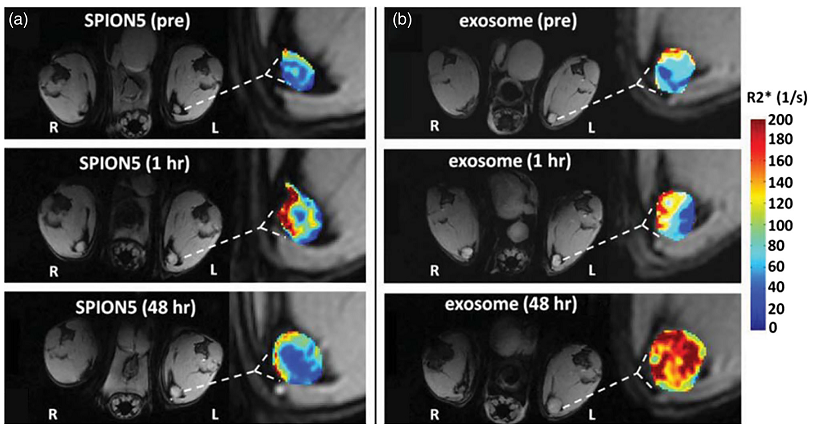 (a)
SPION5 (pre)
R
L
SPION5 (1 hr)
R
L
SPION5 (48 hr)
R
L
(b)
exosome (pre)
R
L
exosome (1 hr)
R
L
exosome (48 hr)
R
L
R2* (1/s)
200
180
160
140
120
100
80
60
40
20
0